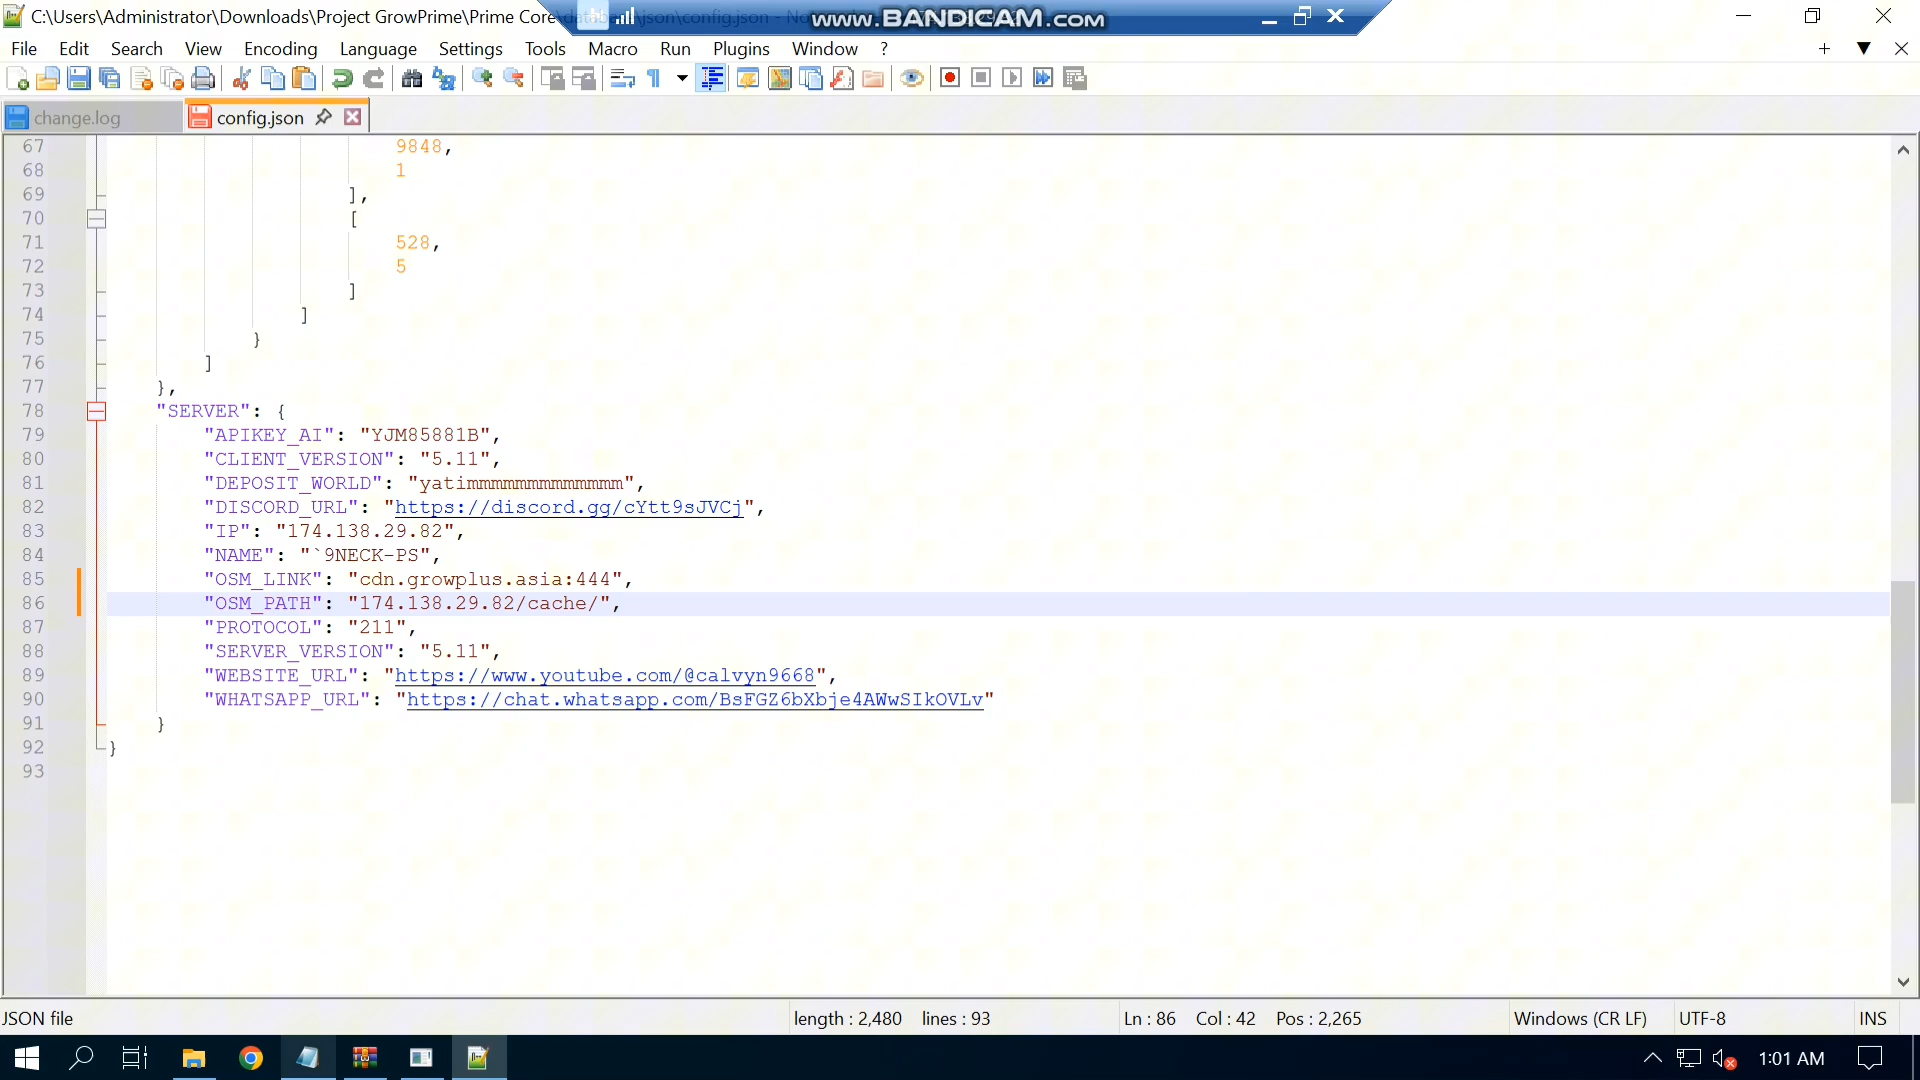 C:\Users\Administrator\Downloads\Project GrowPrime\Prime Core\database\json\config.json - No
www.BANDICAM.com
File Edit Search View Encoding Language Settings Tools Macro Run Plugins Window ?
change.log config.json
67 9848,
68 1
69 ],
70 [
71 528,
72 5
73 ]
74 ]
75 }
76 ]
77 },
78 "SERVER": {
79 "APIKEY_AI": "YJM85881B",
80 "CLIENT_VERSION": "5.11",
81 "DEPOSIT_WORLD": "yatimmmmmmmmmmmmm",
82 "DISCORD_URL": "https://discord.gg/cYtt9sJVCj",
83 "IP": "174.138.29.82",
84 "NAME": "`9NECK-PS",
85 "OSM_LINK": "cdn.growplus.asia:444",
86 "OSM_PATH": "174.138.29.82/cache/",
87 "PROTOCOL": "211",
88 "SERVER_VERSION": "5.11",
89 "WEBSITE_URL": "https://www.youtube.com/@calvyn9668",
90 "WHATSAPP_URL": "https://chat.whatsapp.com/BsFGZ6bXbje4AWwSIkOVLv"
91 }
92 }
93
JSON file length : 2,480 lines : 93 Ln : 86 Col : 42 Pos : 2,265 Windows (CR LF) UTF-8 INS
1:01 AM